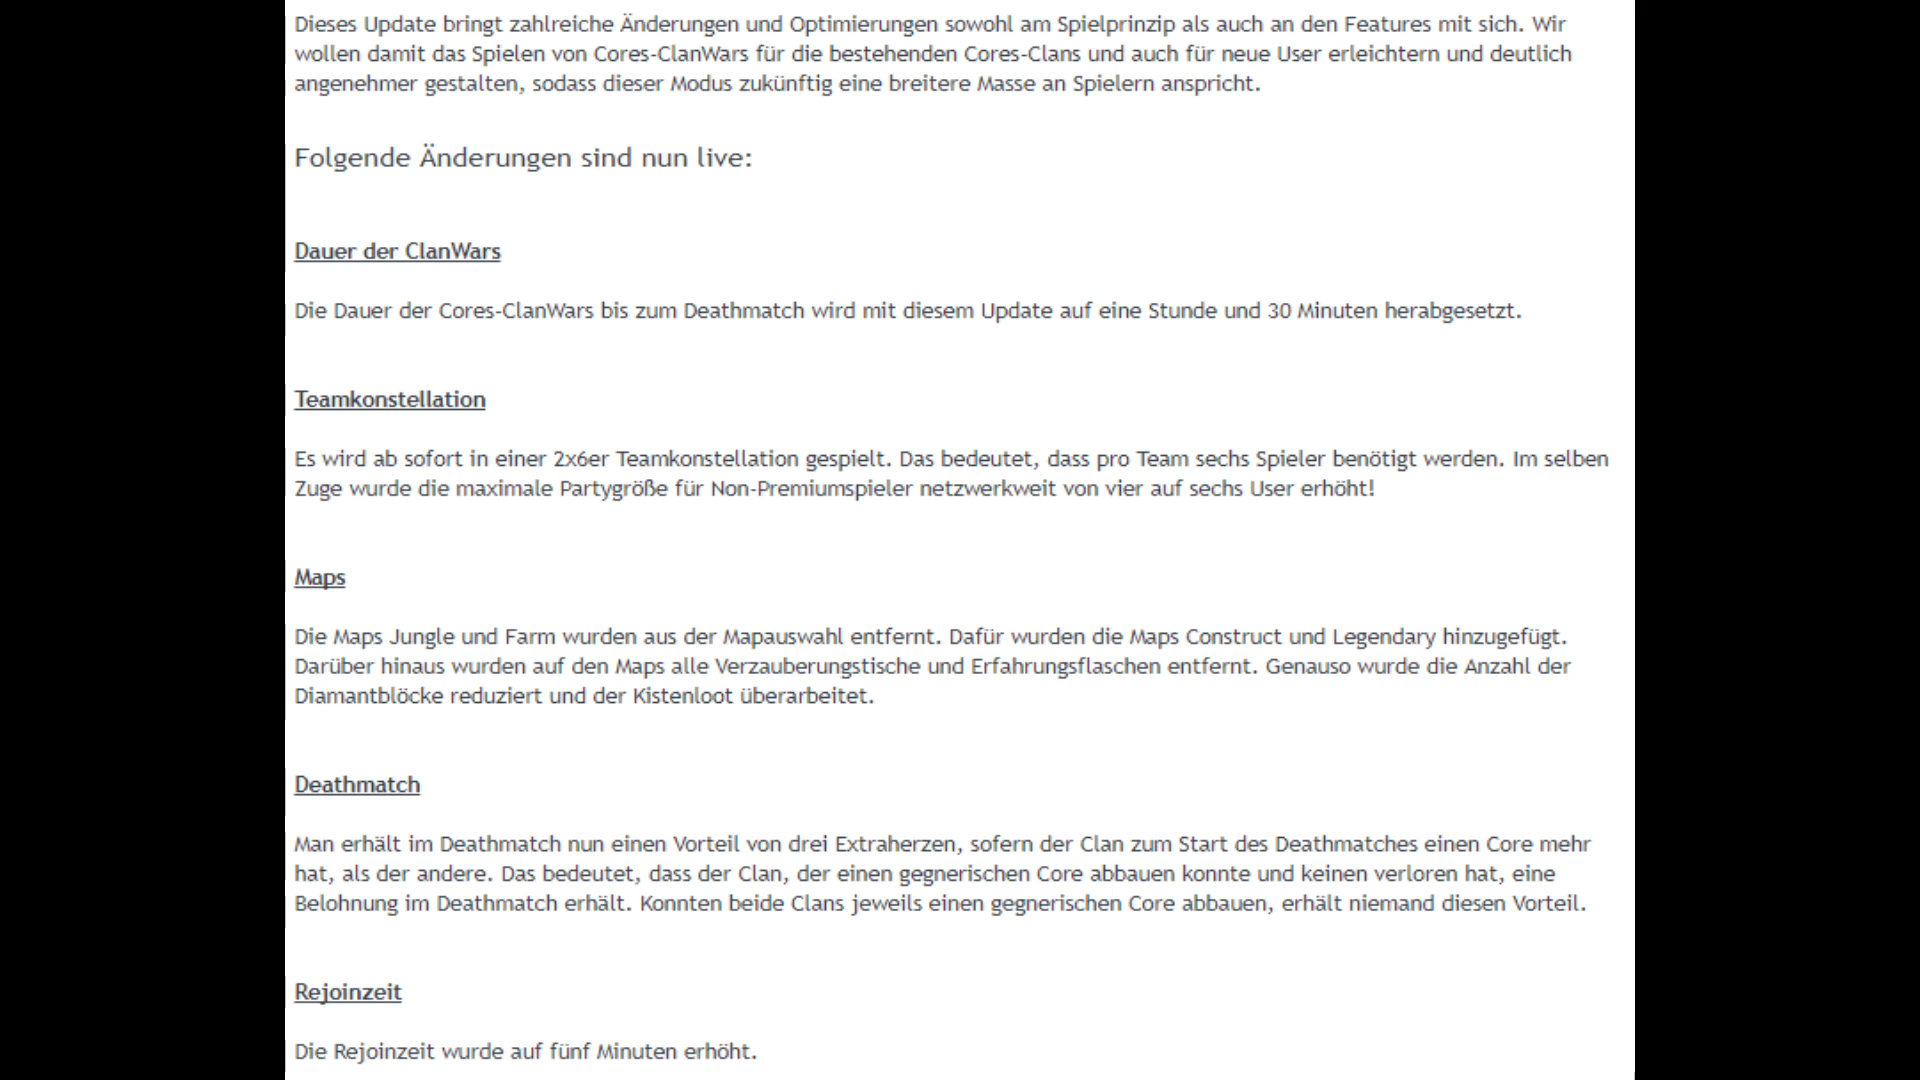 Dieses Update bringt zahlreiche Änderungen und Optimierungen sowohl am Spielprinzip als auch an den Features mit sich. Wir
wollen damit das Spielen von Cores-ClanWars für die bestehenden Cores-Clans und auch für neue User erleichtern und deutlich
angenehmer gestalten, sodass dieser Modus zukünftig eine breitere Masse an Spielern anspricht.
Folgende Änderungen sind nun live:
Dauer der ClanWars
Die Dauer der Cores-ClanWars bis zum Deathmatch wird mit diesem Update auf eine Stunde und 30 Minuten herabgesetzt.
Teamkonstellation
Es wird ab sofort in einer 2x6er Teamkonstellation gespielt. Das bedeutet, dass pro Team sechs Spieler benötigt werden. Im selben
Zuge wurde die maximale Partygröße für Non-Premiumspieler netzwerkweit von vier auf sechs User erhöht!
Maps
Die Maps Jungle und Farm wurden aus der Mapauswahl entfernt. Dafür wurden die Maps Construct und Legendary hinzugefügt.
Darüber hinaus wurden auf den Maps alle Verzauberungstische und Erfahrungsflaschen entfernt. Genauso wurde die Anzahl der
Diamantblöcke reduziert und der Kistenloot überarbeitet.
Deathmatch
Man erhält im Deathmatch nun einen Vorteil von drei Extraherzen, sofern der Clan zum Start des Deathmatches einen Core mehr
hat, als der andere. Das bedeutet, dass der Clan, der einen gegnerischen Core abbauen konnte und keinen verloren hat, eine
Belohnung im Deathmatch erhält. Konnten beide Clans jeweils einen gegnerischen Core abbauen, erhält niemand diesen Vorteil.
Rejoinzeit
Die Rejoinzeit wurde auf fünf Minuten erhöht.